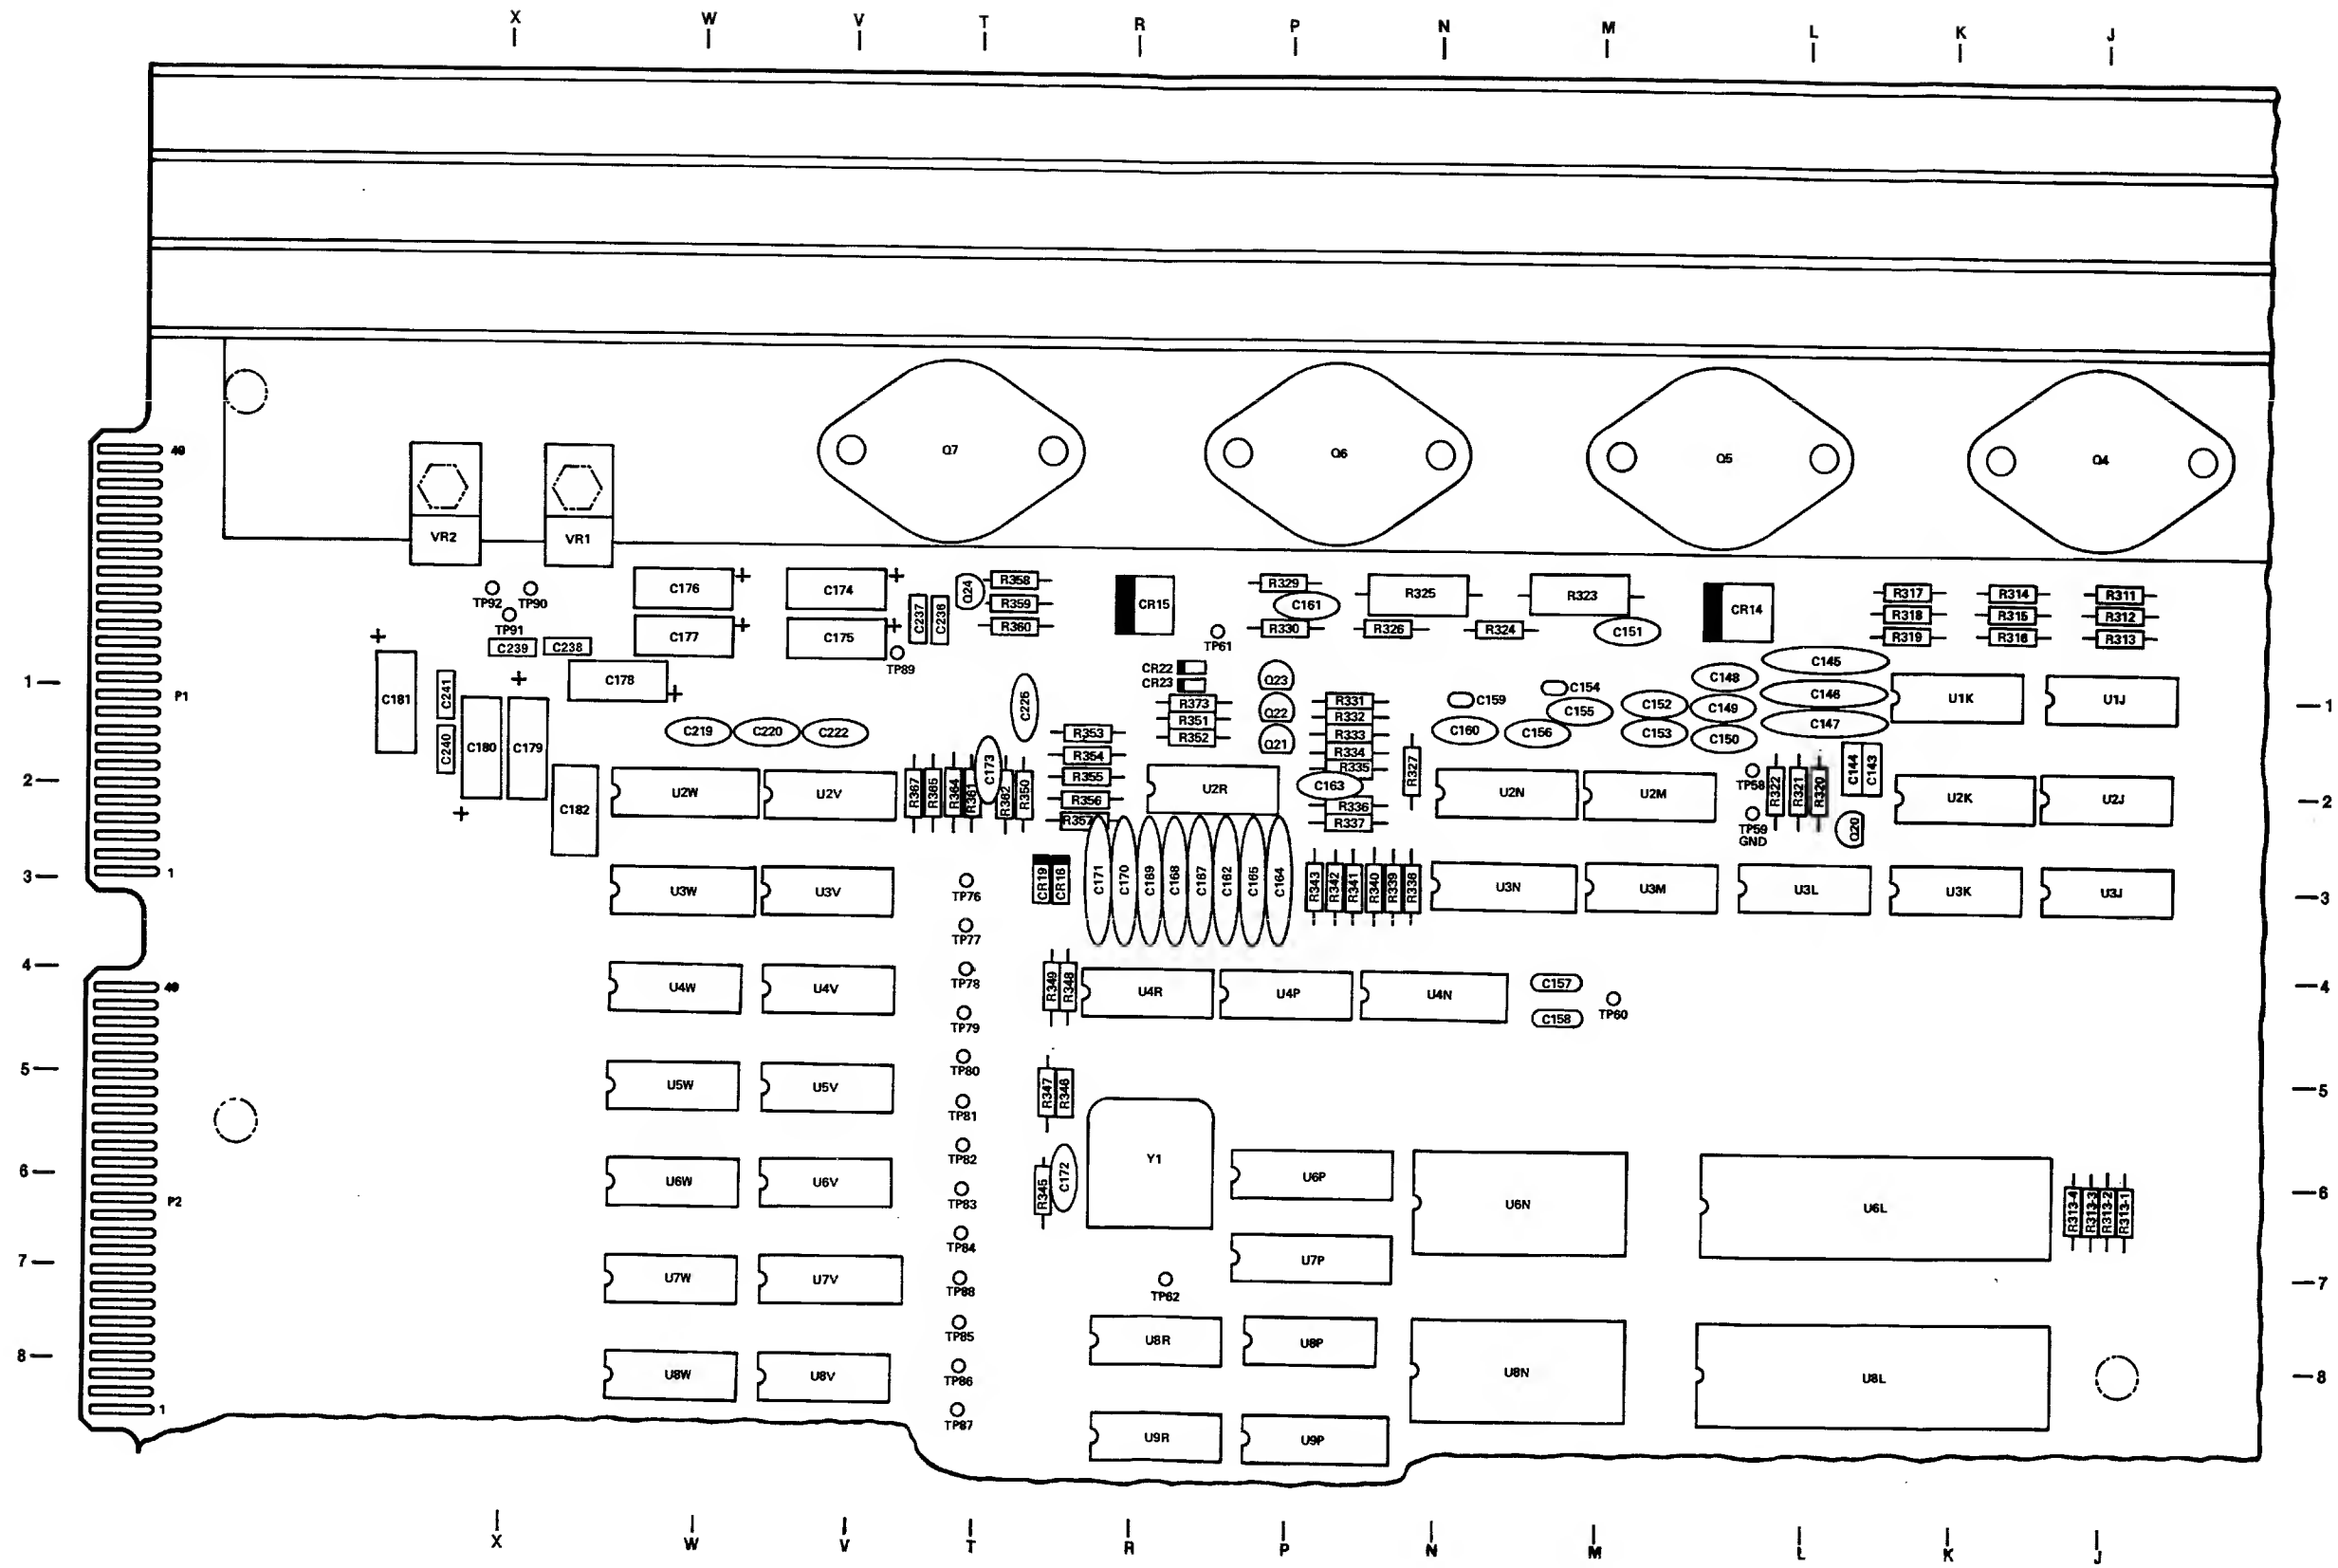 X W V T R P N M L K J
Q7 Q6 Q5 Q4
49
VR2 VR1
C176 C174 Q24 R358 CR15 R329 C161 R325 R323 CR14 R317 R314 R311
TP92 TP90 TP91
C177 C175 C237 C236 R359 R360 TP61 R330 R326 R324 C151 R318 R315 R312
R319 R316 R313
C239 C238 TP89
CR22 CR23 Q23 C148 C145
1 C181 C241 C178 C226 R373 R331 C159 C154 C152 C149 C146 U1K U1J 1
P1
C219 C220 C222 R351 R352 Q22 Q21 R332 R333 R334 R335 C160 C156 C155 C153 C150 C147
C240 C180 C179 R353 R354 R355 R356 R357
2 C182 U2W U2V R367 R365 R364 R361 C173 R362 R350 U2R C163 R336 R337 R327 U2N U2M TP58 TP59 GND R322 R321 R320 C144 C143 Q20 U2K U2J 2
3 1 U3W U3V TP76 CR19 CR18 C171 C170 C169 C168 C167 C162 C165 C164 R343 R342 R341 R340 R339 R338 U3N U3M U3L U3K U3J 3
TP77
4 49 U4W U4V TP78 R349 R348 U4R U4P U4N C157 C158 TP60 4
TP79
5 U5W U5V TP80 R347 R346 5
TP81
TP82
6 P2 U6W U6V TP83 R345 C172 Y1 U6P U6N U6L R313-4 R313-3 R313-2 R313-1 6
TP84
7 U7W U7V TP88 TP62 U7P 7
TP85
8 U8W U8V TP86 U8R U8P U8N U8L 8
1
TP87 U9R U9P
X W V T R P N M L K J